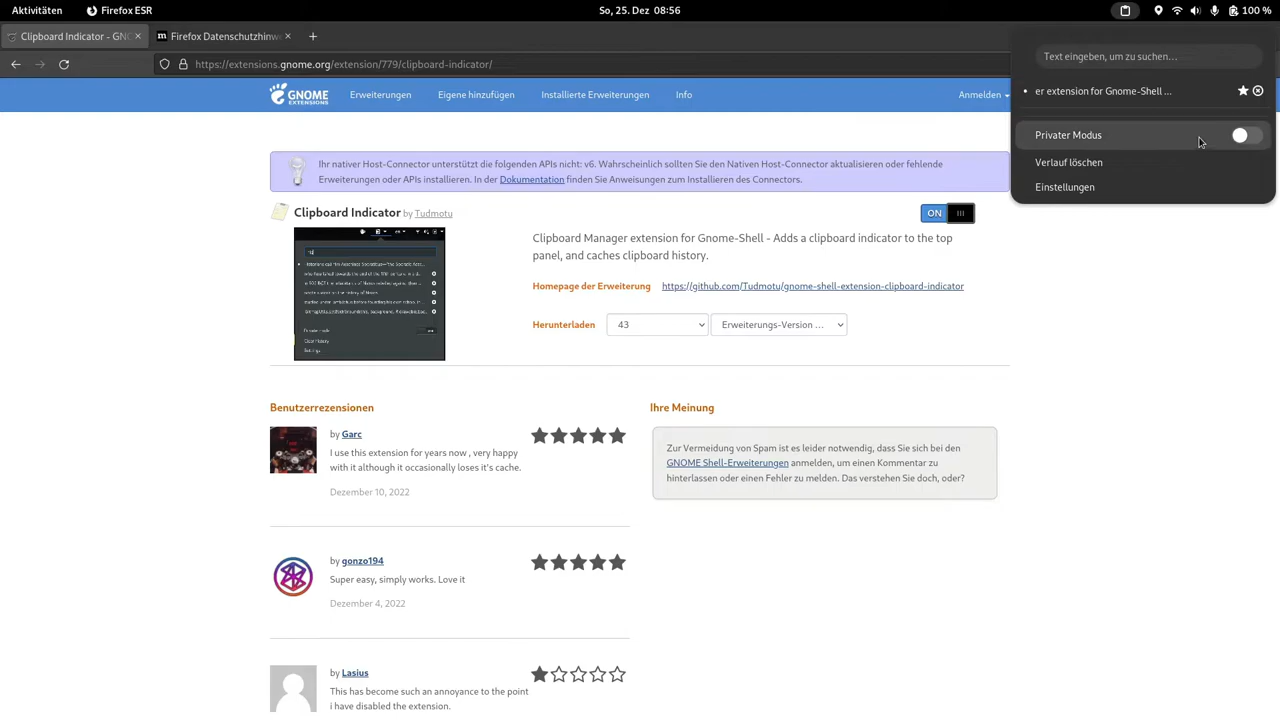 Aktivitäten
Firefox ESR
So, 25. Dez 08:56
100 %
Clipboard Indicator - GNO
Firefox Datenschutzhinwe
https://extensions.gnome.org/extension/779/clipboard-indicator/
Text eingeben, um zu suchen…
er extension for Gnome-Shell ...
Privater Modus
Verlauf löschen
Einstellungen
GNOME
EXTENSIONS
Erweiterungen
Eigene hinzufügen
Installierte Erweiterungen
Info
Anmelden
Ihr nativer Host-Connector unterstützt die folgenden APIs nicht: v6. Wahrscheinlich sollten Sie den Nativen Host-Connector aktualisieren oder fehlende
Erweiterungen oder APIs installieren. In der Dokumentation finden Sie Anweisungen zum Installieren des Connectors.
Clipboard Indicator by Tudmotu
ON
Clipboard Manager extension for Gnome-Shell - Adds a clipboard indicator to the top
panel, and caches clipboard history.
Homepage der Erweiterung
https://github.com/Tudmotu/gnome-shell-extension-clipboard-indicator
Herunterladen
43
Erweiterungs-Version ...
Private mode
Clear history
Settings
Benutzerrezensionen
by Garc
I use this extension for years now , very happy
with it although it occasionally loses it's cache.
Dezember 10, 2022
by gonzo194
Super easy, simply works. Love it
Dezember 4, 2022
by Lasius
This has become such an annoyance to the point
i have disabled the extension.
Ihre Meinung
Zur Vermeidung von Spam ist es leider notwendig, dass Sie sich bei den
GNOME Shell-Erweiterungen anmelden, um einen Kommentar zu
hinterlassen oder einen Fehler zu melden. Das verstehen Sie doch, oder?